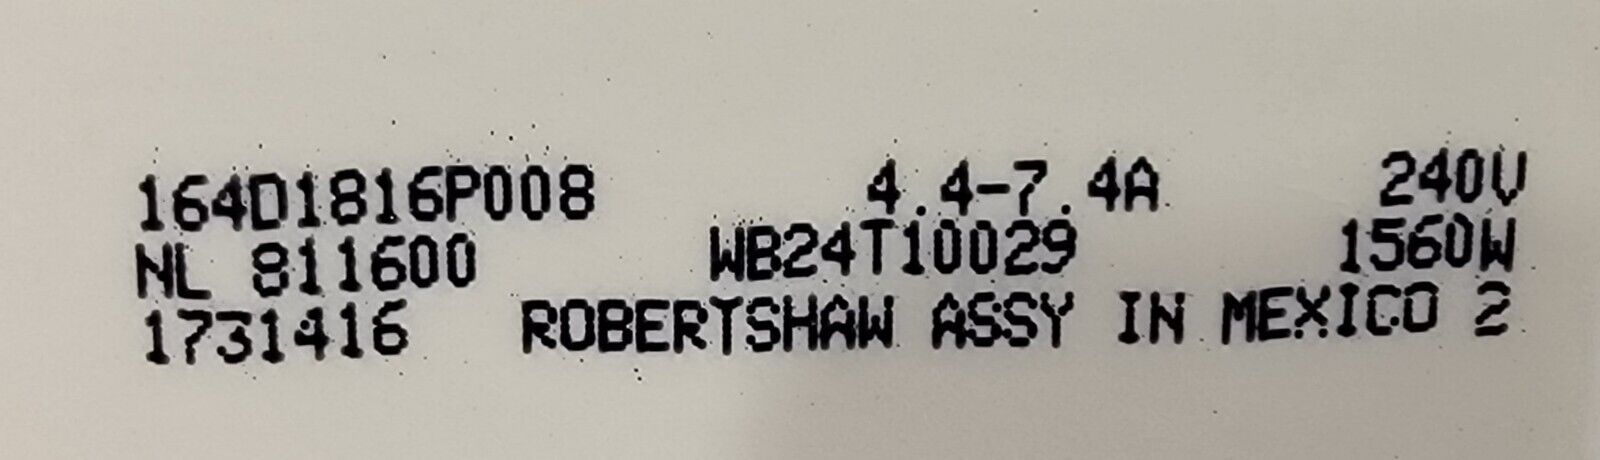 164D1816P008 4.4-7.4A 240V
NL 811600 WB24T10029 1560W
1731416 ROBERTSHAW ASSY IN MEXICO 2